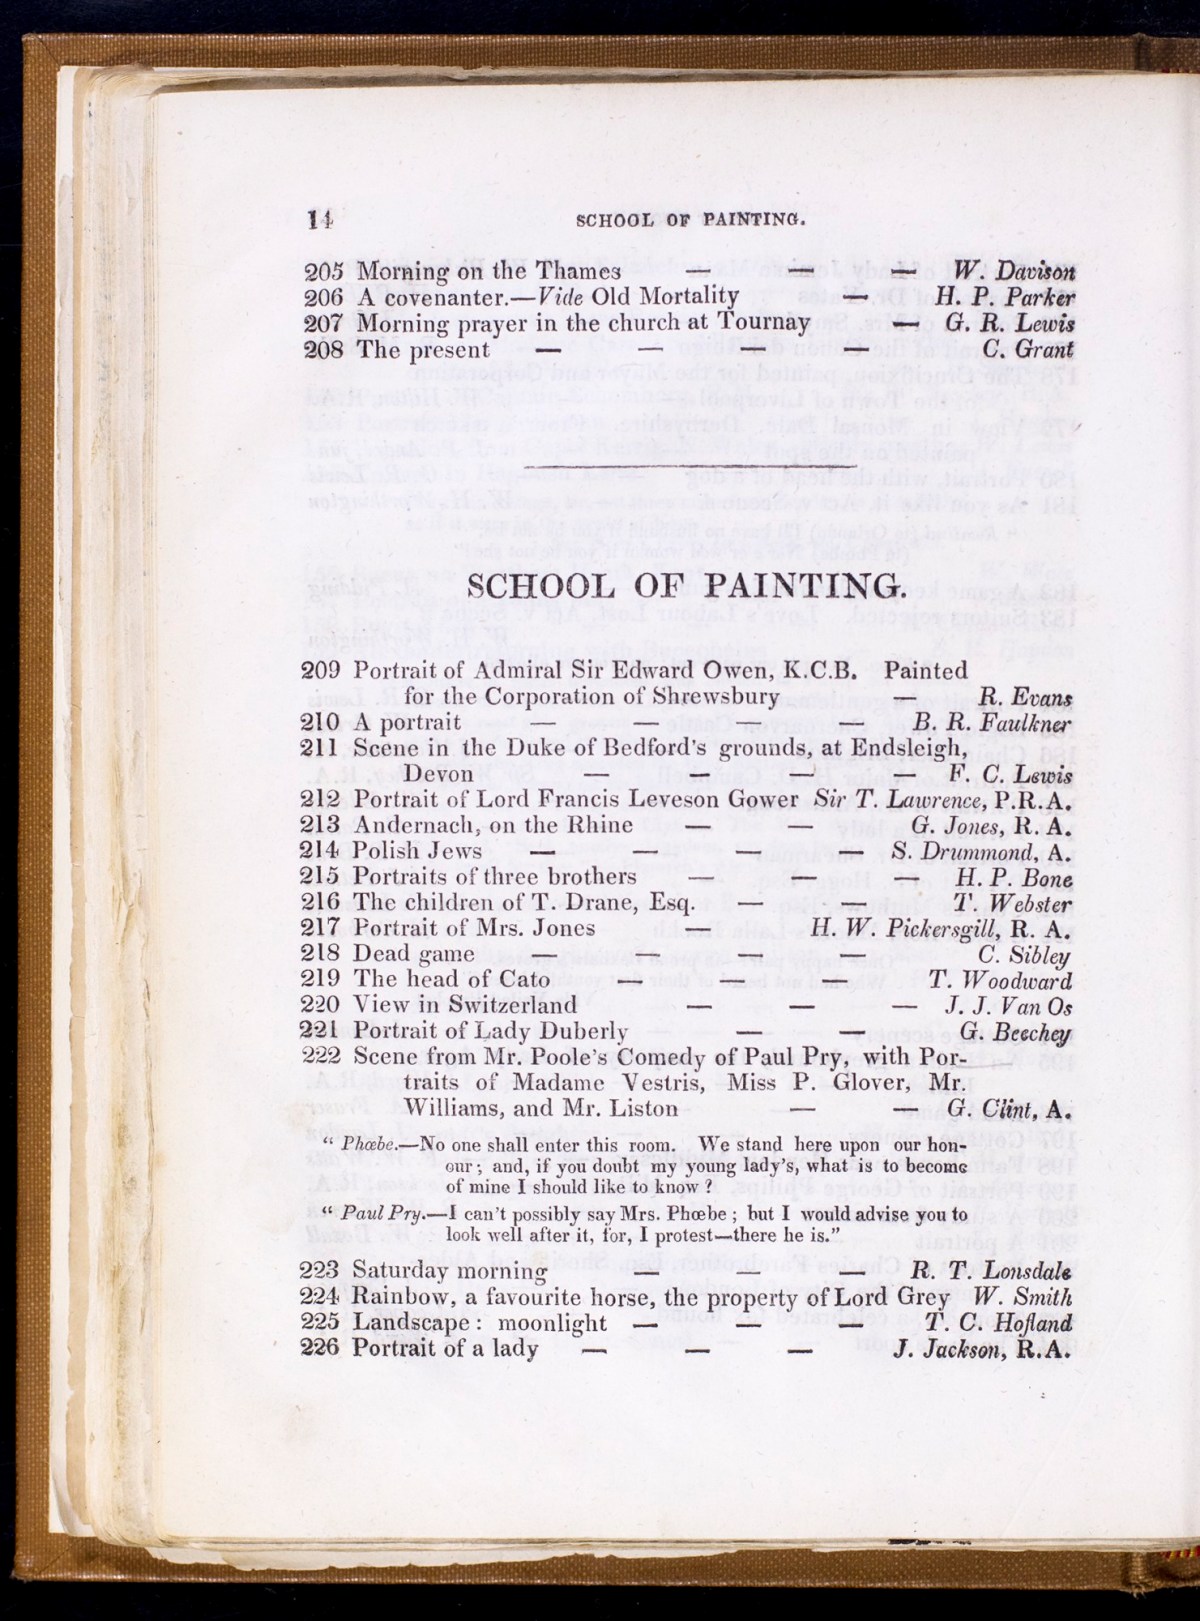 14 SCHOOL OF PAINTING.
205 Morning on the Thames — — — W. Davison
206 A covenanter.—Vide Old Mortality — H. P. Parker
207 Morning prayer in the church at Tournay — G. R. Lewis
208 The present — — — — C. Grant
SCHOOL OF PAINTING.
209 Portrait of Admiral Sir Edward Owen, K.C.B. Painted
for the Corporation of Shrewsbury — R. Evans
210 A portrait — — — — B. R. Faulkner
211 Scene in the Duke of Bedford's grounds, at Endsleigh,
Devon — — — — F. C. Lewis
212 Portrait of Lord Francis Leveson Gower Sir T. Lawrence, P.R.A.
213 Andernach, on the Rhine — — G. Jones, R. A.
214 Polish Jews — — — — S. Drummond, A.
215 Portraits of three brothers — — — H. P. Bone
216 The children of T. Drane, Esq. — — T. Webster
217 Portrait of Mrs. Jones — H. W. Pickersgill, R. A.
218 Dead game — — — — C. Sibley
219 The head of Cato — — — T. Woodward
220 View in Switzerland — — — J. J. Van Os
221 Portrait of Lady Duberly — — G. Beechey
222 Scene from Mr. Poole's Comedy of Paul Pry, with Por-
traits of Madame Vestris, Miss P. Glover, Mr.
Williams, and Mr. Liston — — G. Clint, A.
“ Phœbe.—No one shall enter this room. We stand here upon our hon-
our ; and, if you doubt my young lady's, what is to become
of mine I should like to know ?
“ Paul Pry.—I can't possibly say Mrs. Phœbe ; but I would advise you to
look well after it, for, I protest—there he is.”
223 Saturday morning — — — R. T. Lonsdale
224 Rainbow, a favourite horse, the property of Lord Grey W. Smith
225 Landscape : moonlight — — — T. C. Hofland
226 Portrait of a lady — — — J. Jackson, R.A.